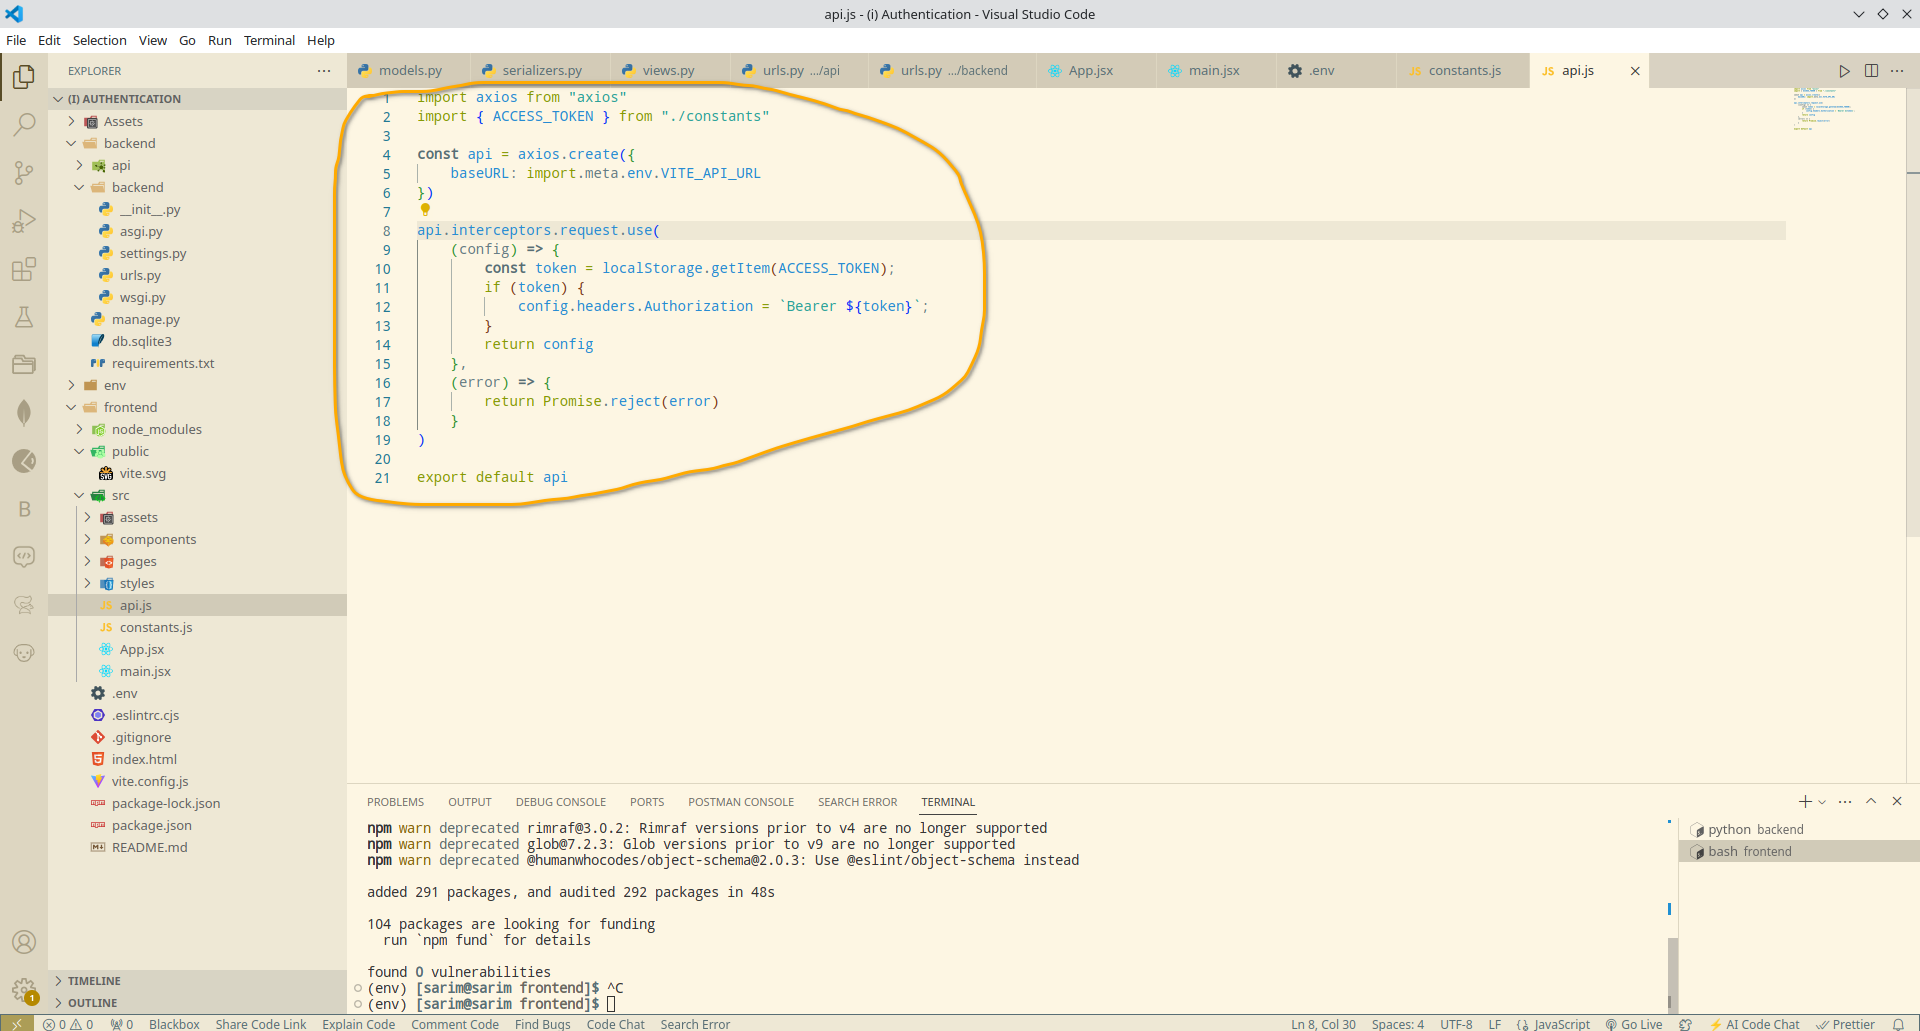 api.js - (i) Authentication - Visual Studio Code
File Edit Selection View Go Run Terminal Help
EXPLORER
models.py serializers.py views.py urls.py .../api urls.py .../backend App.jsx main.jsx .env constants.js api.js
(I) AUTHENTICATION
Assets
backend
api
backend
__init__.py
asgi.py
settings.py
urls.py
wsgi.py
manage.py
db.sqlite3
requirements.txt
env
frontend
node_modules
public
vite.svg
src
assets
components
pages
styles
api.js
constants.js
App.jsx
main.jsx
.env
.eslintrc.cjs
.gitignore
index.html
vite.config.js
package-lock.json
package.json
README.md
TIMELINE
OUTLINE
1 import axios from "axios"
2 import { ACCESS_TOKEN } from "./constants"
3
4 const api = axios.create({
5 baseURL: import.meta.env.VITE_API_URL
6 })
7
8 api.interceptors.request.use(
9 (config) => {
10 const token = localStorage.getItem(ACCESS_TOKEN);
11 if (token) {
12 config.headers.Authorization = `Bearer ${token}`;
13 }
14 return config
15 },
16 (error) => {
17 return Promise.reject(error)
18 }
19 )
20
21 export default api
PROBLEMS OUTPUT DEBUG CONSOLE PORTS POSTMAN CONSOLE SEARCH ERROR TERMINAL
npm warn deprecated rimraf@3.0.2: Rimraf versions prior to v4 are no longer supported
npm warn deprecated glob@7.2.3: Glob versions prior to v9 are no longer supported
npm warn deprecated @humanwhocodes/object-schema@2.0.3: Use @eslint/object-schema instead
added 291 packages, and audited 292 packages in 48s
104 packages are looking for funding
run `npm fund` for details
found 0 vulnerabilities
(env) [sarim@sarim frontend]$ ^C
(env) [sarim@sarim frontend]$
python backend
bash frontend
0 0 0 Blackbox Share Code Link Explain Code Comment Code Find Bugs Code Chat Search Error Ln 8, Col 30 Spaces: 4 UTF-8 LF {} JavaScript Go Live AI Code Chat Prettier